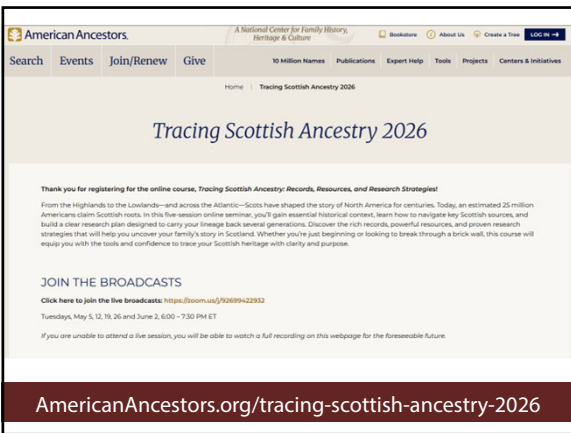 American Ancestors.
A National Center for Family History,
Heritage & Culture
Bookstore
About Us
Create a Tree
LOG IN →
Search Events Join/Renew Give
10 Million Names Publications Expert Help Tools Projects Centers & Initiatives
Home | Tracing Scottish Ancestry 2026
Tracing Scottish Ancestry 2026
Thank you for registering for the online course, Tracing Scottish Ancestry: Records, Resources, and Research Strategies!
From the Highlands to the Lowlands—and across the Atlantic—Scots have shaped the story of North America for centuries. Today, an estimated 25 million
Americans claim Scottish roots. In this five-session online seminar, you'll gain essential historical context, learn how to navigate key Scottish sources, and
build a clear research plan designed to carry your lineage back several generations. Discover the rich records, powerful resources, and proven research
strategies that will help you uncover your family's story in Scotland. Whether you're just beginning or looking to break through a brick wall, this course will
equip you with the tools and confidence to trace your Scottish heritage with clarity and purpose.
JOIN THE BROADCASTS
Click here to join the live broadcasts: https://zoom.us/j/92699422932
Tuesdays, May 5, 12, 19, 26 and June 2, 6:00 – 7:30 PM ET
If you are unable to attend a live session, you will be able to watch a full recording on this webpage for the foreseeable future.
AmericanAncestors.org/tracing-scottish-ancestry-2026